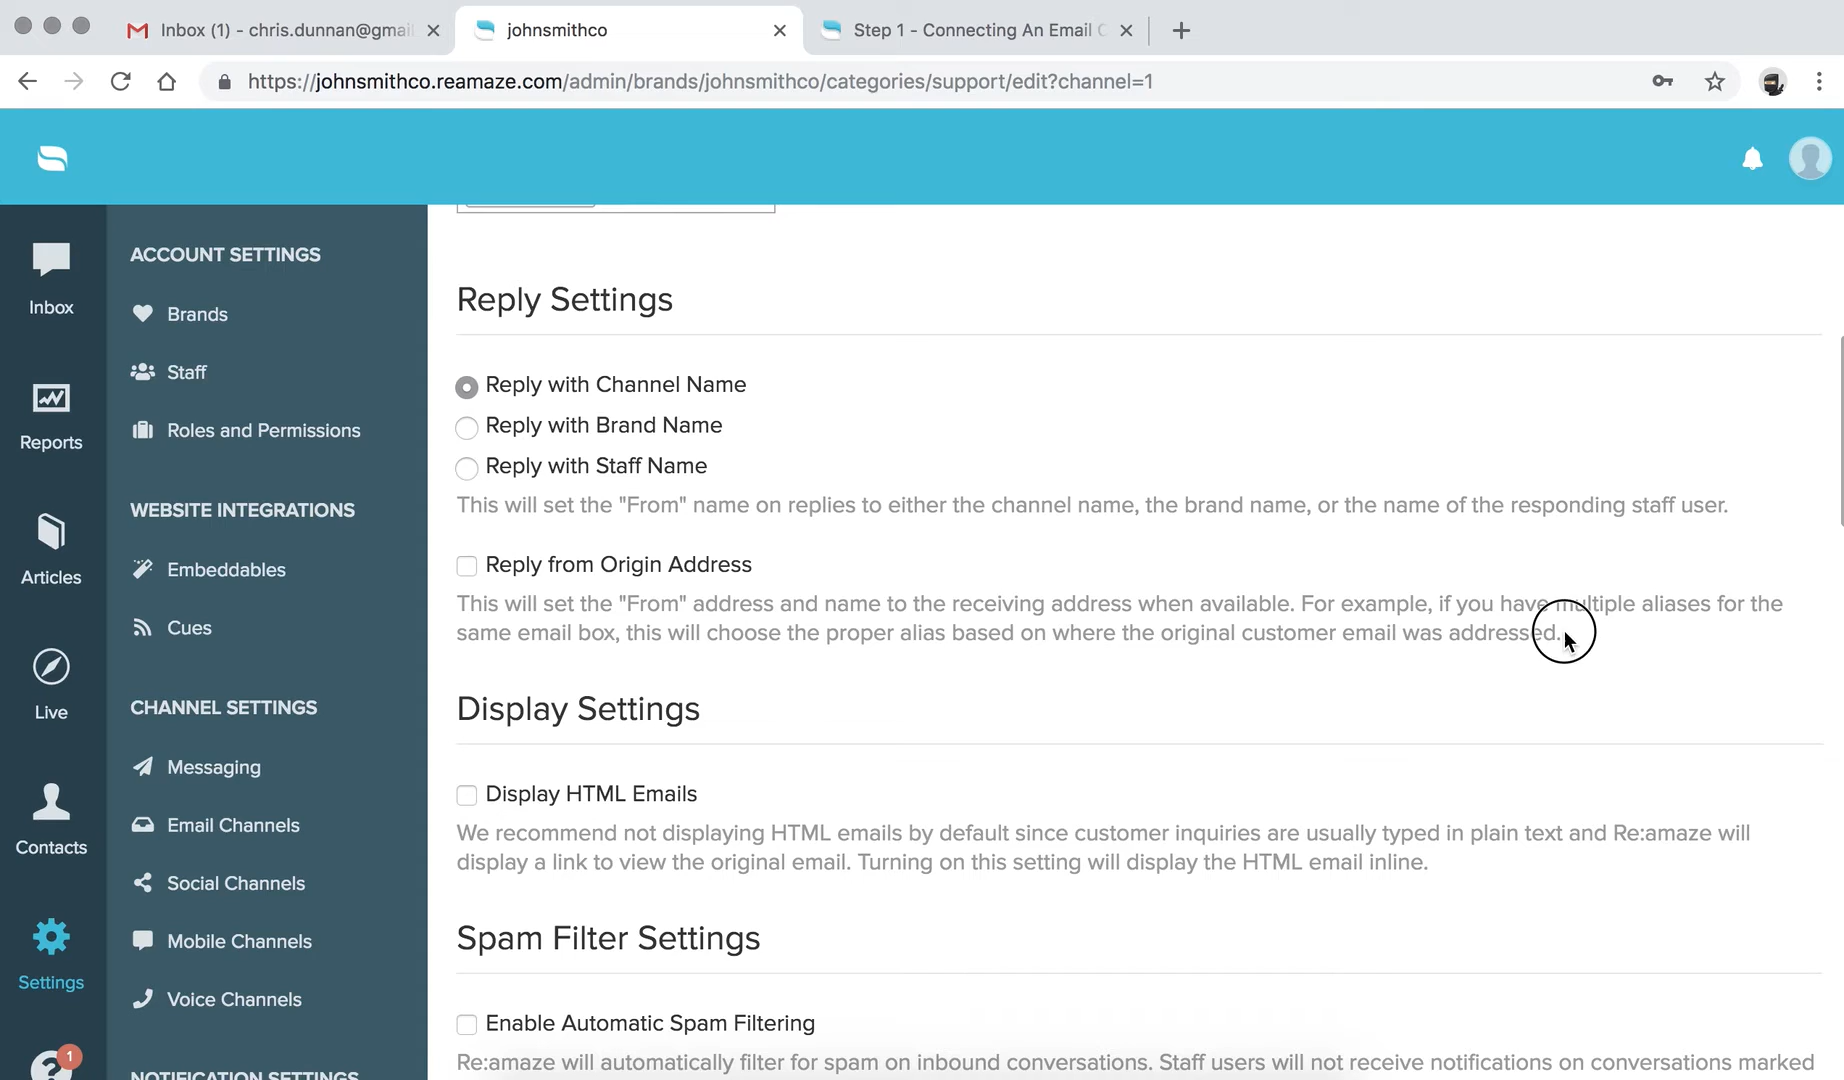 Inbox (1) - chris.dunnan@gmai
johnsmithco
Step 1 - Connecting An Email C
https://johnsmithco.reamaze.com/admin/brands/johnsmithco/categories/support/edit?channel=1
Inbox
Reports
Articles
Live
Contacts
Settings
1
ACCOUNT SETTINGS
Brands
Staff
Roles and Permissions
WEBSITE INTEGRATIONS
Embeddables
Cues
CHANNEL SETTINGS
Messaging
Email Channels
Social Channels
Mobile Channels
Voice Channels
NOTIFICATION SETTINGS
Reply Settings
Reply with Channel Name
Reply with Brand Name
Reply with Staff Name
This will set the "From" name on replies to either the channel name, the brand name, or the name of the responding staff user.
Reply from Origin Address
This will set the "From" address and name to the receiving address when available. For example, if you have multiple aliases for the
same email box, this will choose the proper alias based on where the original customer email was addressed.
Display Settings
Display HTML Emails
We recommend not displaying HTML emails by default since customer inquiries are usually typed in plain text and Re:amaze will
display a link to view the original email. Turning on this setting will display the HTML email inline.
Spam Filter Settings
Enable Automatic Spam Filtering
Re:amaze will automatically filter for spam on inbound conversations. Staff users will not receive notifications on conversations marked